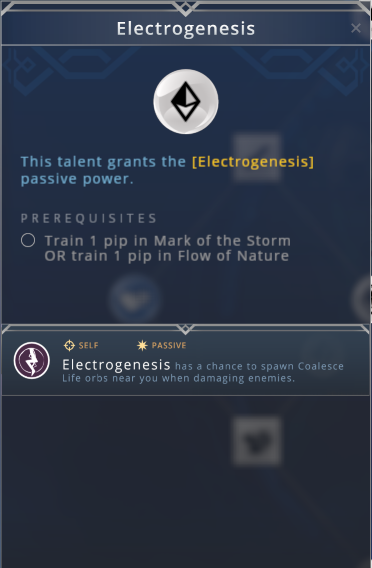 Electrogenesis
This talent grants the [Electrogenesis]
passive power.
PREREQUISITES
Train 1 pip in Mark of the Storm
OR train 1 pip in Flow of Nature
SELF PASSIVE
Electrogenesis has a chance to spawn Coalesce
Life orbs near you when damaging enemies.